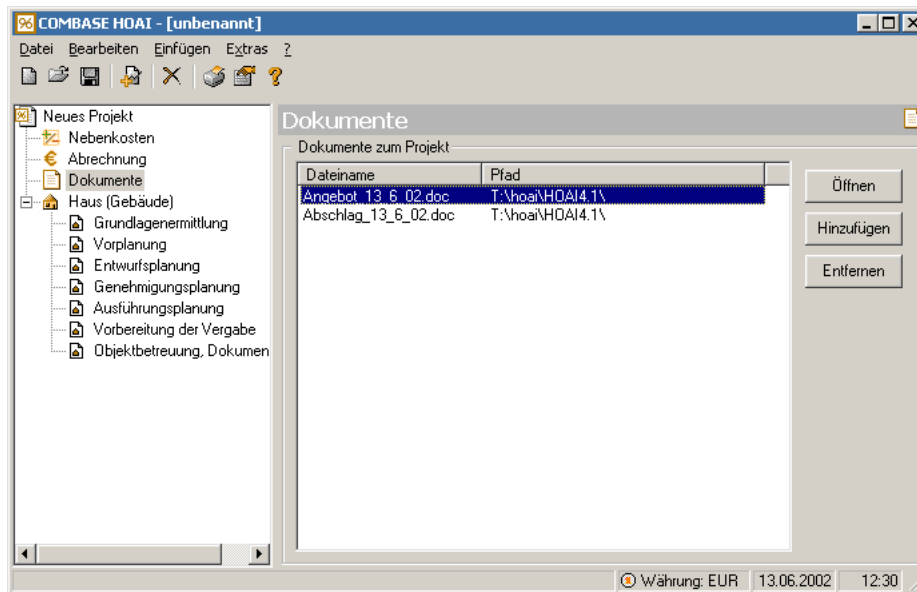 COMBASE HOAI - [unbenannt]
Datei Bearbeiten Einfügen Extras ?
Neues Projekt
Nebenkosten
Abrechnung
Dokumente
Haus (Gebäude)
Grundlagenermittlung
Vorplanung
Entwurfsplanung
Genehmigungsplanung
Ausführungsplanung
Vorbereitung der Vergabe
Objektbetreuung, Dokumen
Dokumente
Dokumente zum Projekt
Dateiname Pfad
Angebot_13_6_02.doc T:\hoai\HOAI4.1\
Abschlag_13_6_02.doc T:\hoai\HOAI4.1\
Öffnen
Hinzufügen
Entfernen
Währung: EUR 13.06.2002 12:30